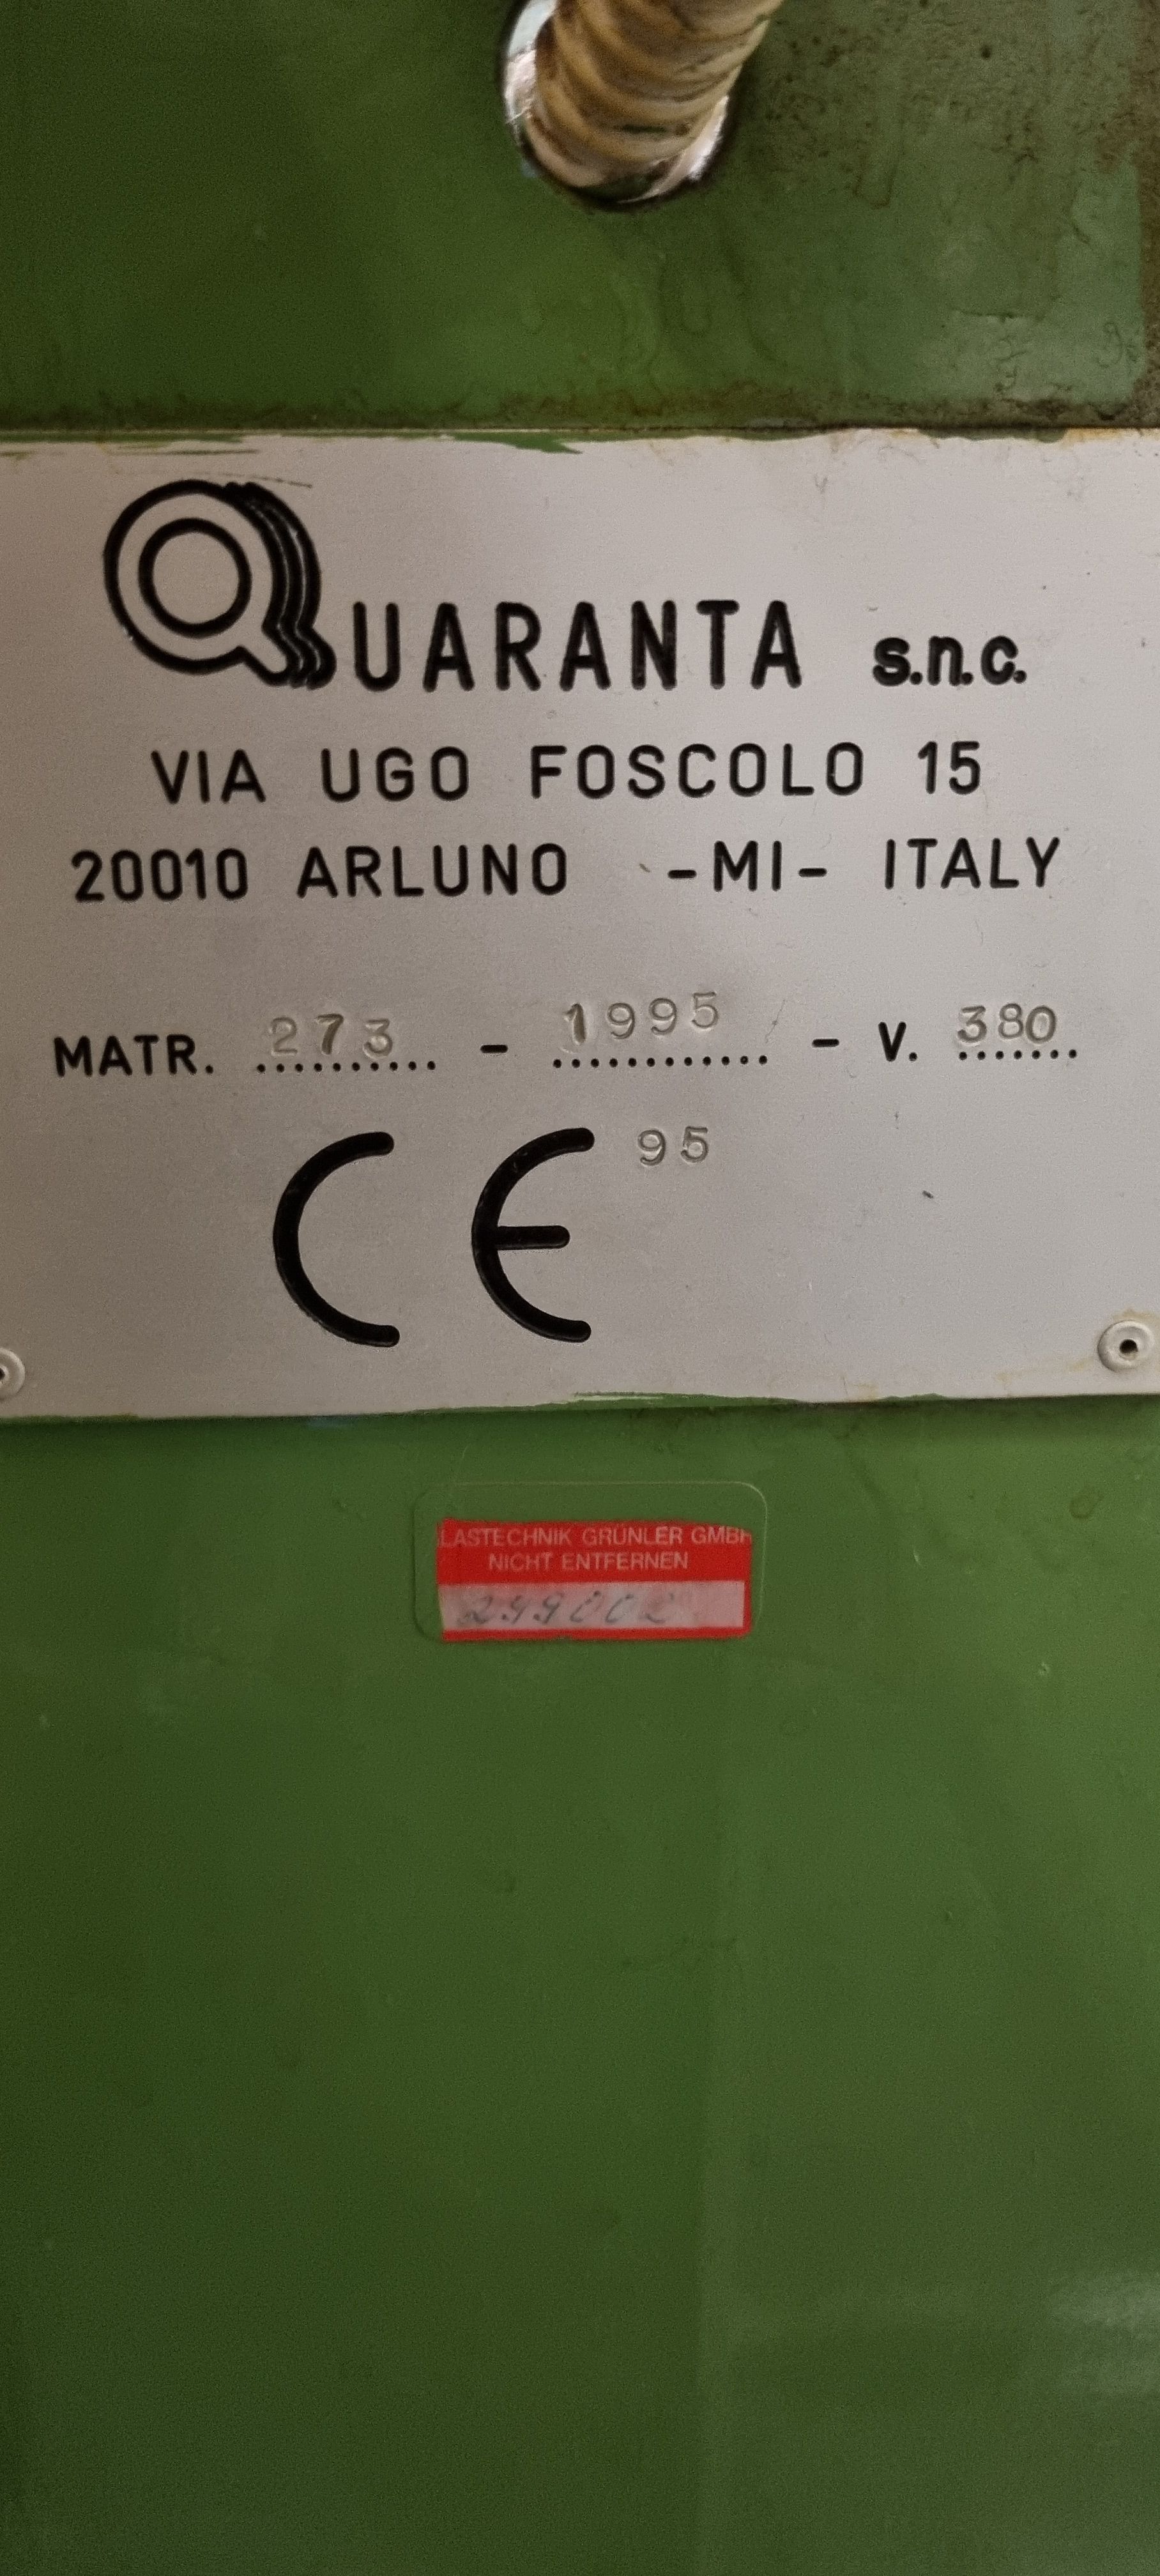 QUARANTA s.n.c.
VIA UGO FOSCOLO 15
20010 ARLUNO -MI- ITALY
MATR. 273 - 1995 - V. 380
CE 95
LASTECHNIK GRÜNLER GMBH
NICHT ENTFERNEN